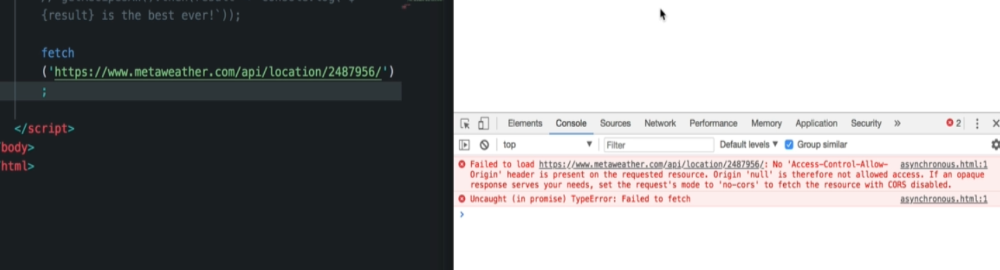 {result} is the best ever!`));
fetch
('https://www.metaweather.com/api/location/2487956/')
;
</script>
body>
html>
Elements Console Sources Network Performance Memory Application Security » 2
top Filter Default levels Group similar
Failed to load https://www.metaweather.com/api/location/2487956/: No 'Access-Control-Allow- asynchronous.html:1
Origin' header is present on the requested resource. Origin 'null' is therefore not allowed access. If an opaque
response serves your needs, set the request's mode to 'no-cors' to fetch the resource with CORS disabled.
Uncaught (in promise) TypeError: Failed to fetch asynchronous.html:1